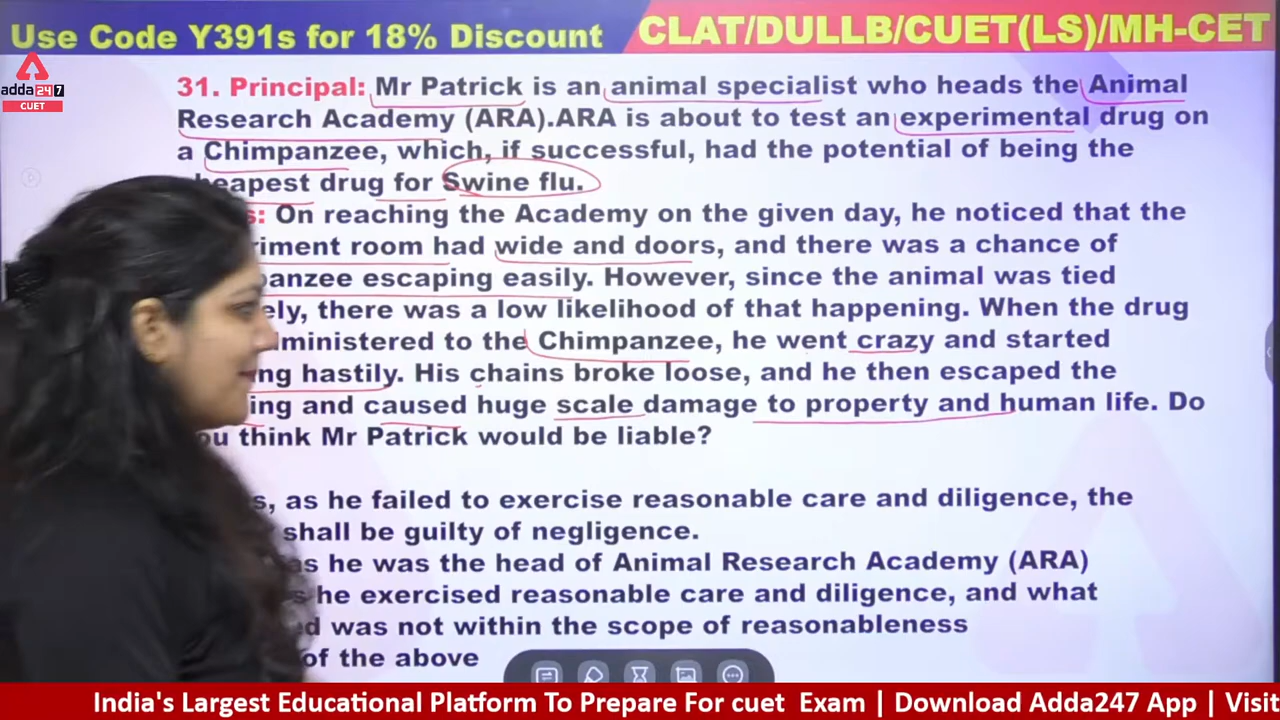 Use Code Y391s for 18% Discount
CLAT/DULLB/CUET(LS)/MH-CET
adda247
CUET
31. Principal: Mr Patrick is an animal specialist who heads the Animal
Research Academy (ARA).ARA is about to test an experimental drug on
a Chimpanzee, which, if successful, had the potential of being the
drug for Swine flu.
On reaching the Academy on the given day, he noticed that the
room had wide and doors, and there was a chance of
escaping easily. However, since the animal was tied
there was a low likelihood of that happening. When the drug
to the Chimpanzee, he went crazy and started
hastily. His chains broke loose, and he then escaped the
and caused huge scale damage to property and human life. Do
think Mr Patrick would be liable?
as he failed to exercise reasonable care and diligence, the
shall be guilty of negligence.
as he was the head of Animal Research Academy (ARA)
he exercised reasonable care and diligence, and what
was not within the scope of reasonableness
of the above
India's Largest Educational Platform To Prepare For cuet Exam | Download Adda247 App | Visit